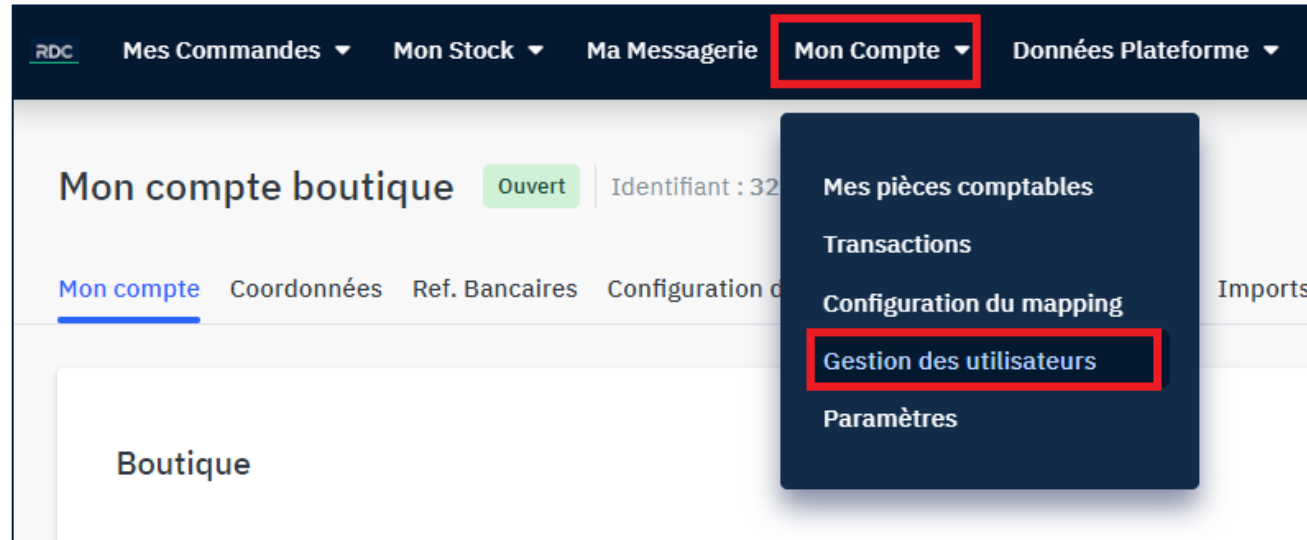 RDC Mes Commandes Mon Stock Ma Messagerie Mon Compte Données Plateforme
Mon compte boutique Ouvert Identifiant : 32
Mon compte Coordonnées Ref. Bancaires Configuration d Imports
Mes pièces comptables
Transactions
Configuration du mapping
Gestion des utilisateurs
Paramètres
Boutique